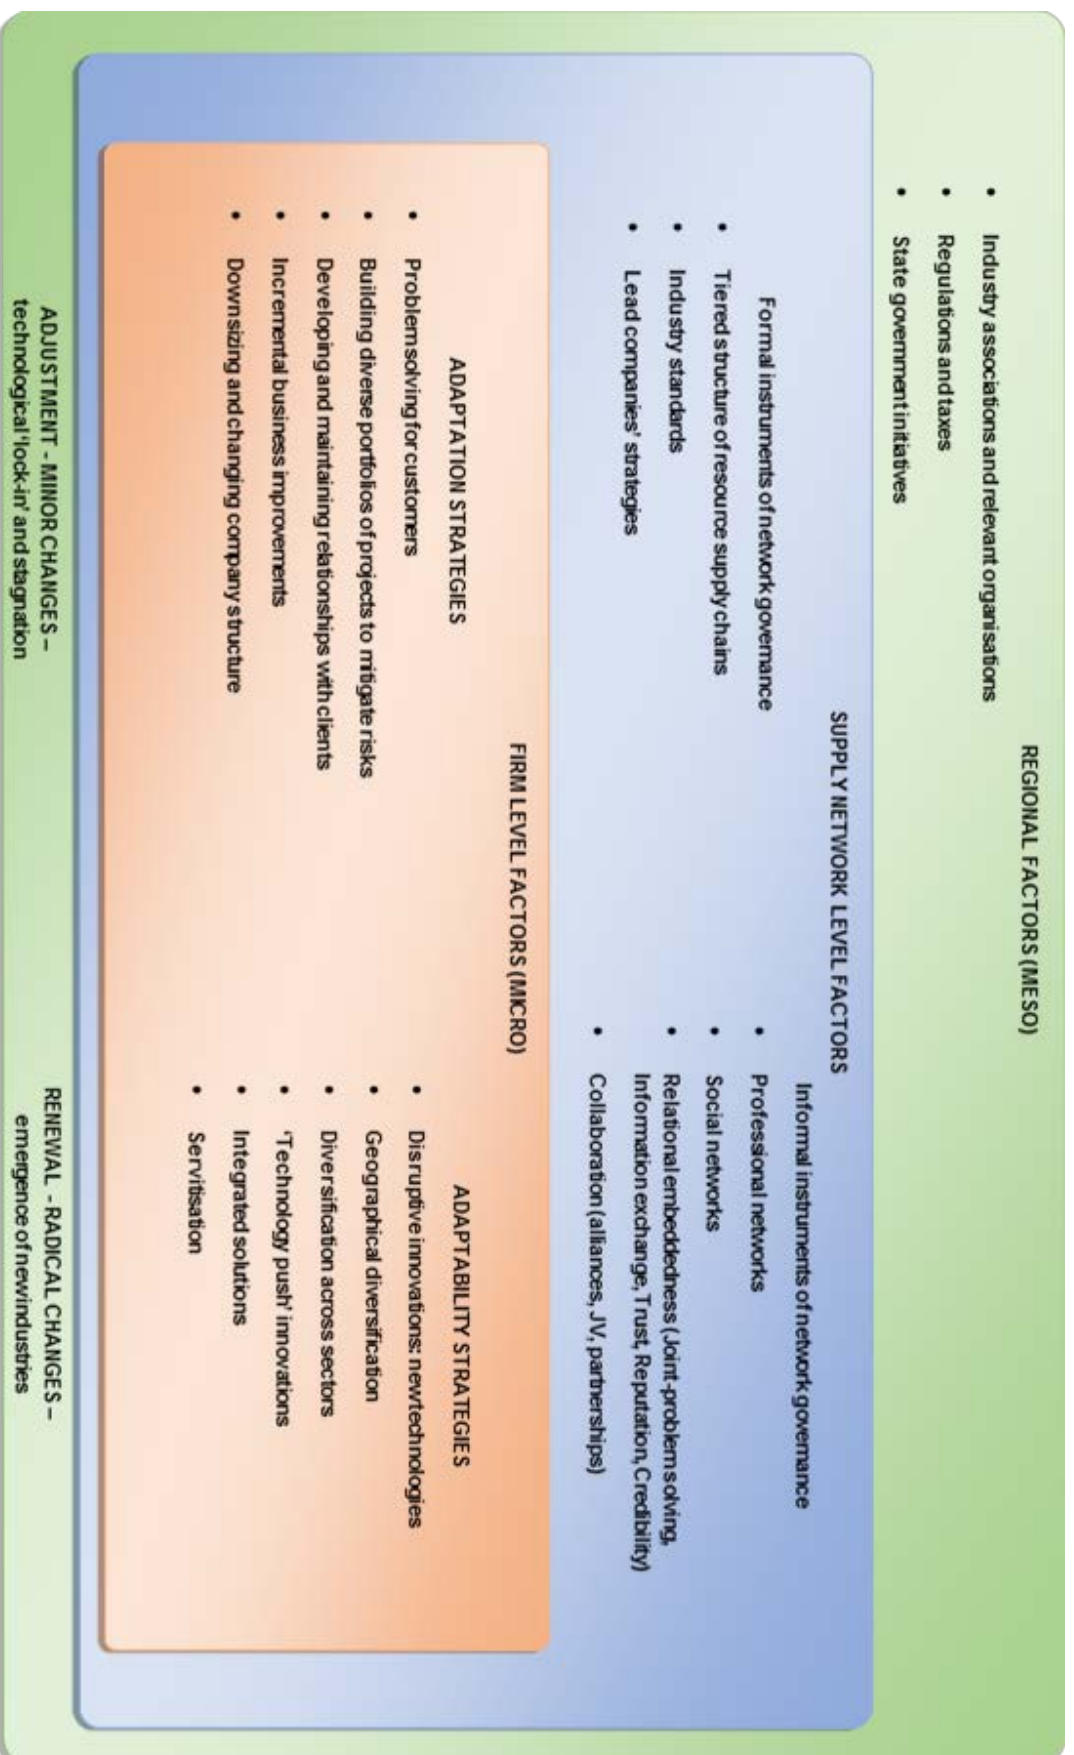 REGIONAL FACTORS (MESO)
• Industry associations and relevant organisations
• Regulations and taxes
• State government initiatives
SUPPLY NETWORK LEVEL FACTORS
Formal instruments of network governance
• Tiered structure of resource supply chains
• Industry standards
• Lead companies' strategies
Informal instruments of network governance
• Professional networks
• Social networks
• Relational embeddedness (Joint-problem solving,
Information exchange, Trust, Reputation, Credibility)
• Collaboration (alliances, JV, partnerships)
FIRM LEVEL FACTORS (MICRO)
ADAPTATION STRATEGIES
• Problem solving for customers
• Building diverse portfolios of projects to mitigate risks
• Developing and maintaining relationships with clients
• Incremental business improvements
• Downsizing and changing company structure
ADAPTABILITY STRATEGIES
• Disruptive innovations: new technologies
• Geographical diversification
• Diversification across sectors
• 'Technology push' innovations
• Integrated solutions
• Servitisation
ADJUSTMENT - MINOR CHANGES –
technological 'lock-in' and stagnation
RENEWAL - RADICAL CHANGES –
emergence of new industries